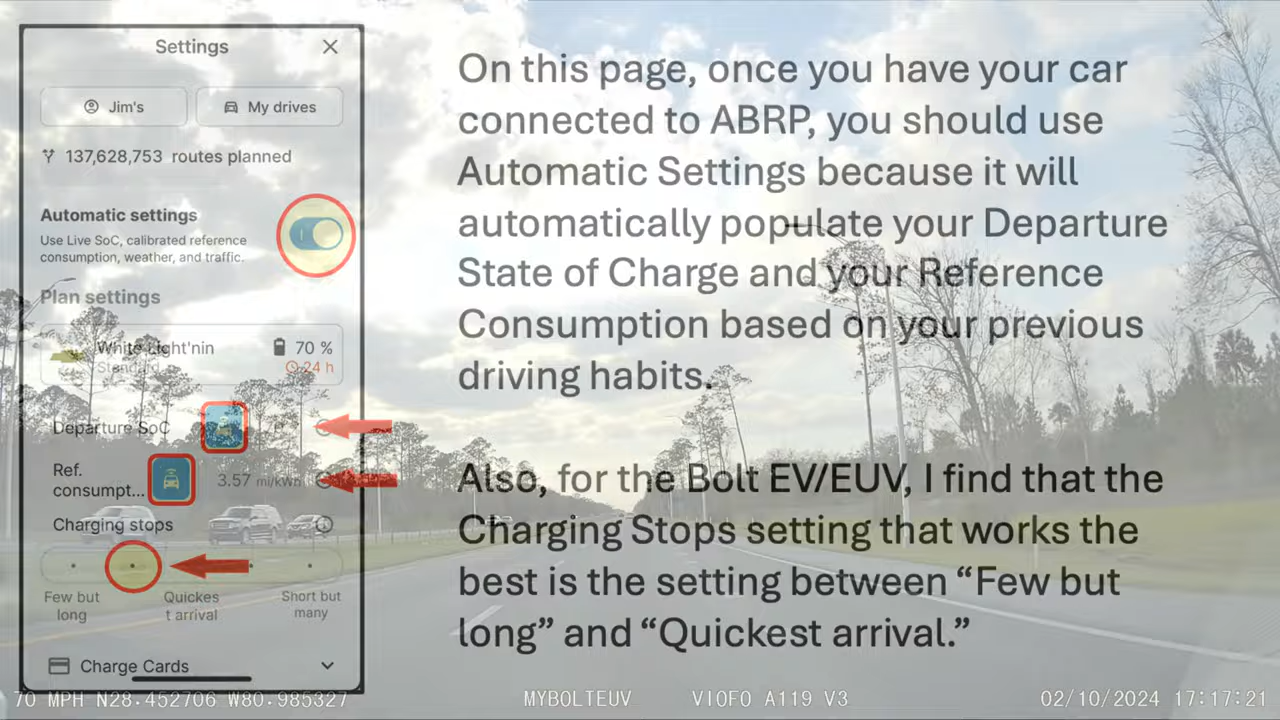 Settings
Jim's My drives
137,628,753 routes planned
Automatic settings
Use Live SoC, calibrated reference
consumption, weather, and traffic.
Plan settings
White Light'nin 70 %
Standard 24 h
Departure SoC
Ref.
consumpt... 3.57 mi/kWh
Charging stops
Few but
long
Quickes
t arrival
Short but
many
Charge Cards
On this page, once you have your car
connected to ABRP, you should use
Automatic Settings because it will
automatically populate your Departure
State of Charge and your Reference
Consumption based on your previous
driving habits.
Also, for the Bolt EV/EUV, I find that the
Charging Stops setting that works the
best is the setting between “Few but
long” and “Quickest arrival.”
70 MPH N28.452706 W80.985327 MYBOLTEUV VIOFO A119 V3 02/10/2024 17:17:21